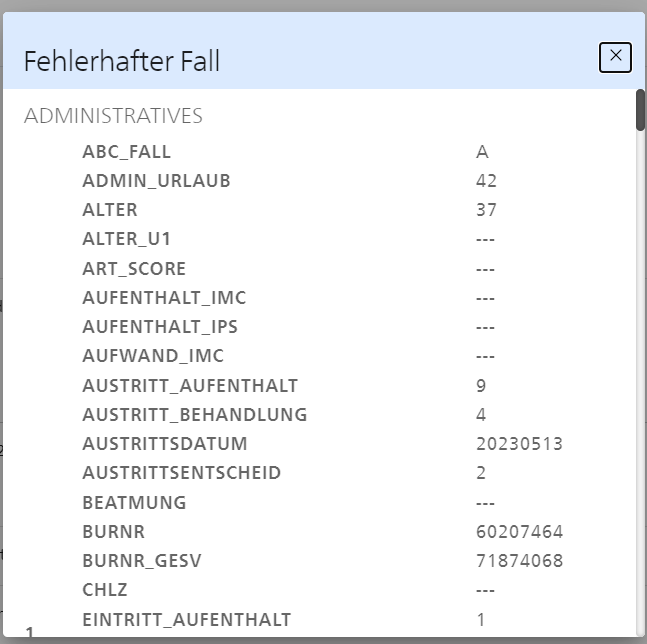 Fehlerhafter Fall
ADMINISTRATIVES
ABC_FALL A
ADMIN_URLAUB 42
ALTER 37
ALTER_U1 ---
ART_SCORE ---
AUFENTHALT_IMC ---
AUFENTHALT_IPS ---
AUFWAND_IMC ---
AUSTRITT_AUFENTHALT 9
AUSTRITT_BEHANDLUNG 4
AUSTRITTSDATUM 20230513
AUSTRITTSENTSCHEID 2
BEATMUNG ---
BURNR 60207464
BURNR_GESV 71874068
CHLZ ---
EINTRITT_AUFENTHALT 1
1